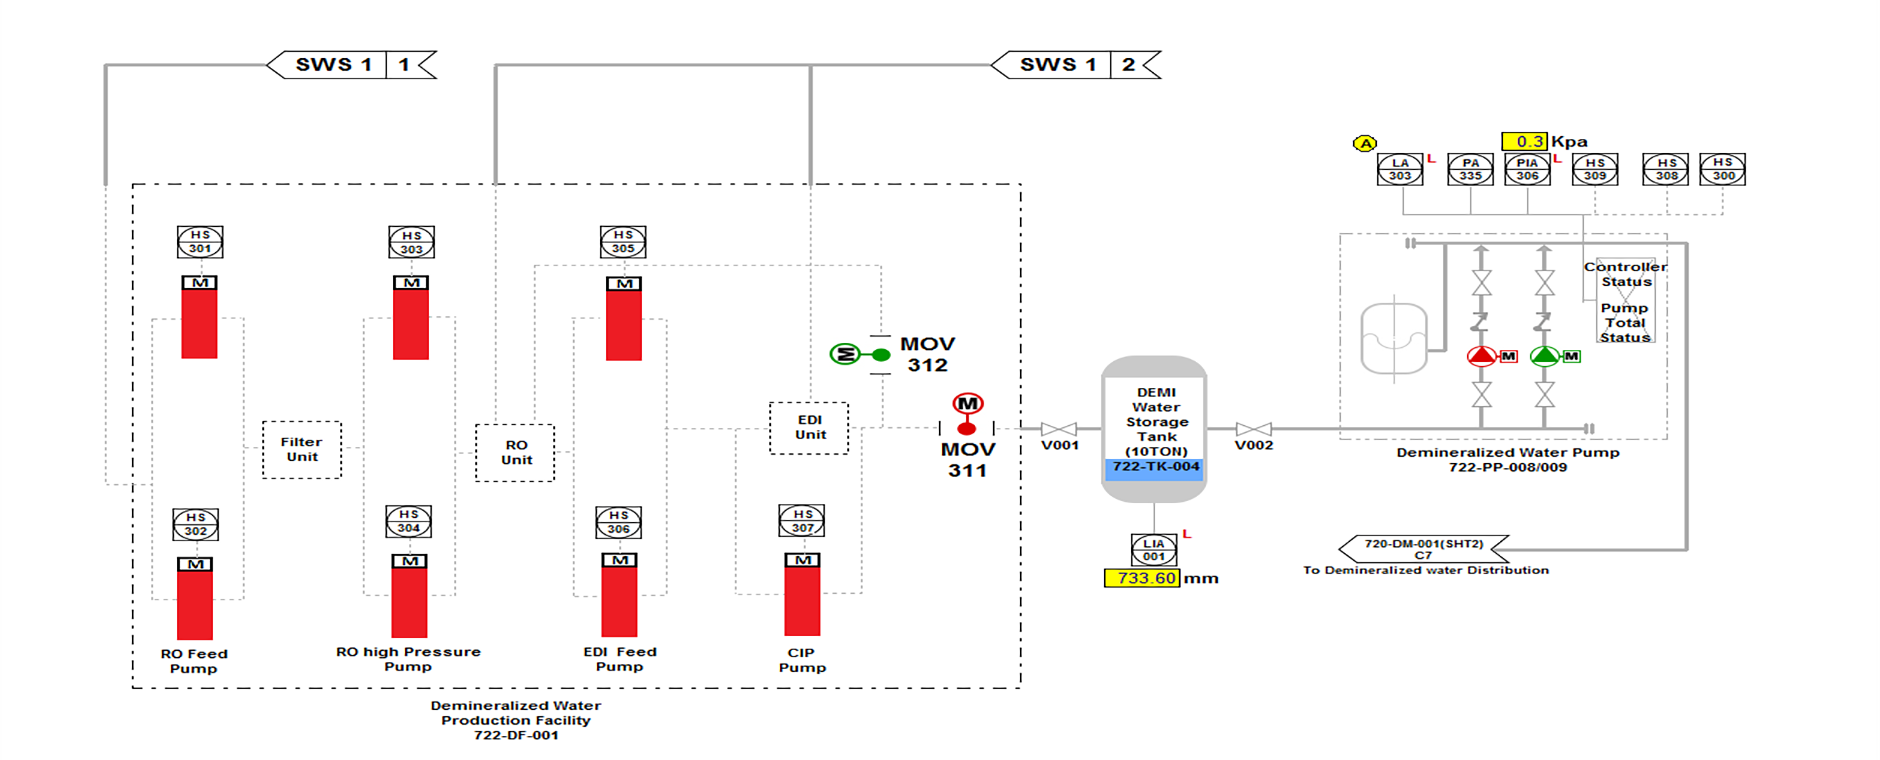 SWS 1 1
SWS 1 2
A
0.3 Kpa
LA
303
L
PA
335
PIA
306
L
HS
309
HS
308
HS
300
HS
301
M
HS
303
M
HS
305
M
Controller
Status
Pump
Total
Status
M
M
M
MOV
312
M
MOV
311
Filter
Unit
RO
Unit
EDI
Unit
V001
DEMI
Water
Storage
Tank
(10TON)
722-TK-004
V002
Demineralized Water Pump
722-PP-008/009
HS
302
M
HS
304
M
HS
306
M
HS
307
M
LIA
001
L
733.60 mm
720-DM-001(SHT2)
C7
To Demineralized water Distribution
RO Feed
Pump
RO high Pressure
Pump
EDI Feed
Pump
CIP
Pump
Demineralized Water
Production Facility
722-DF-001